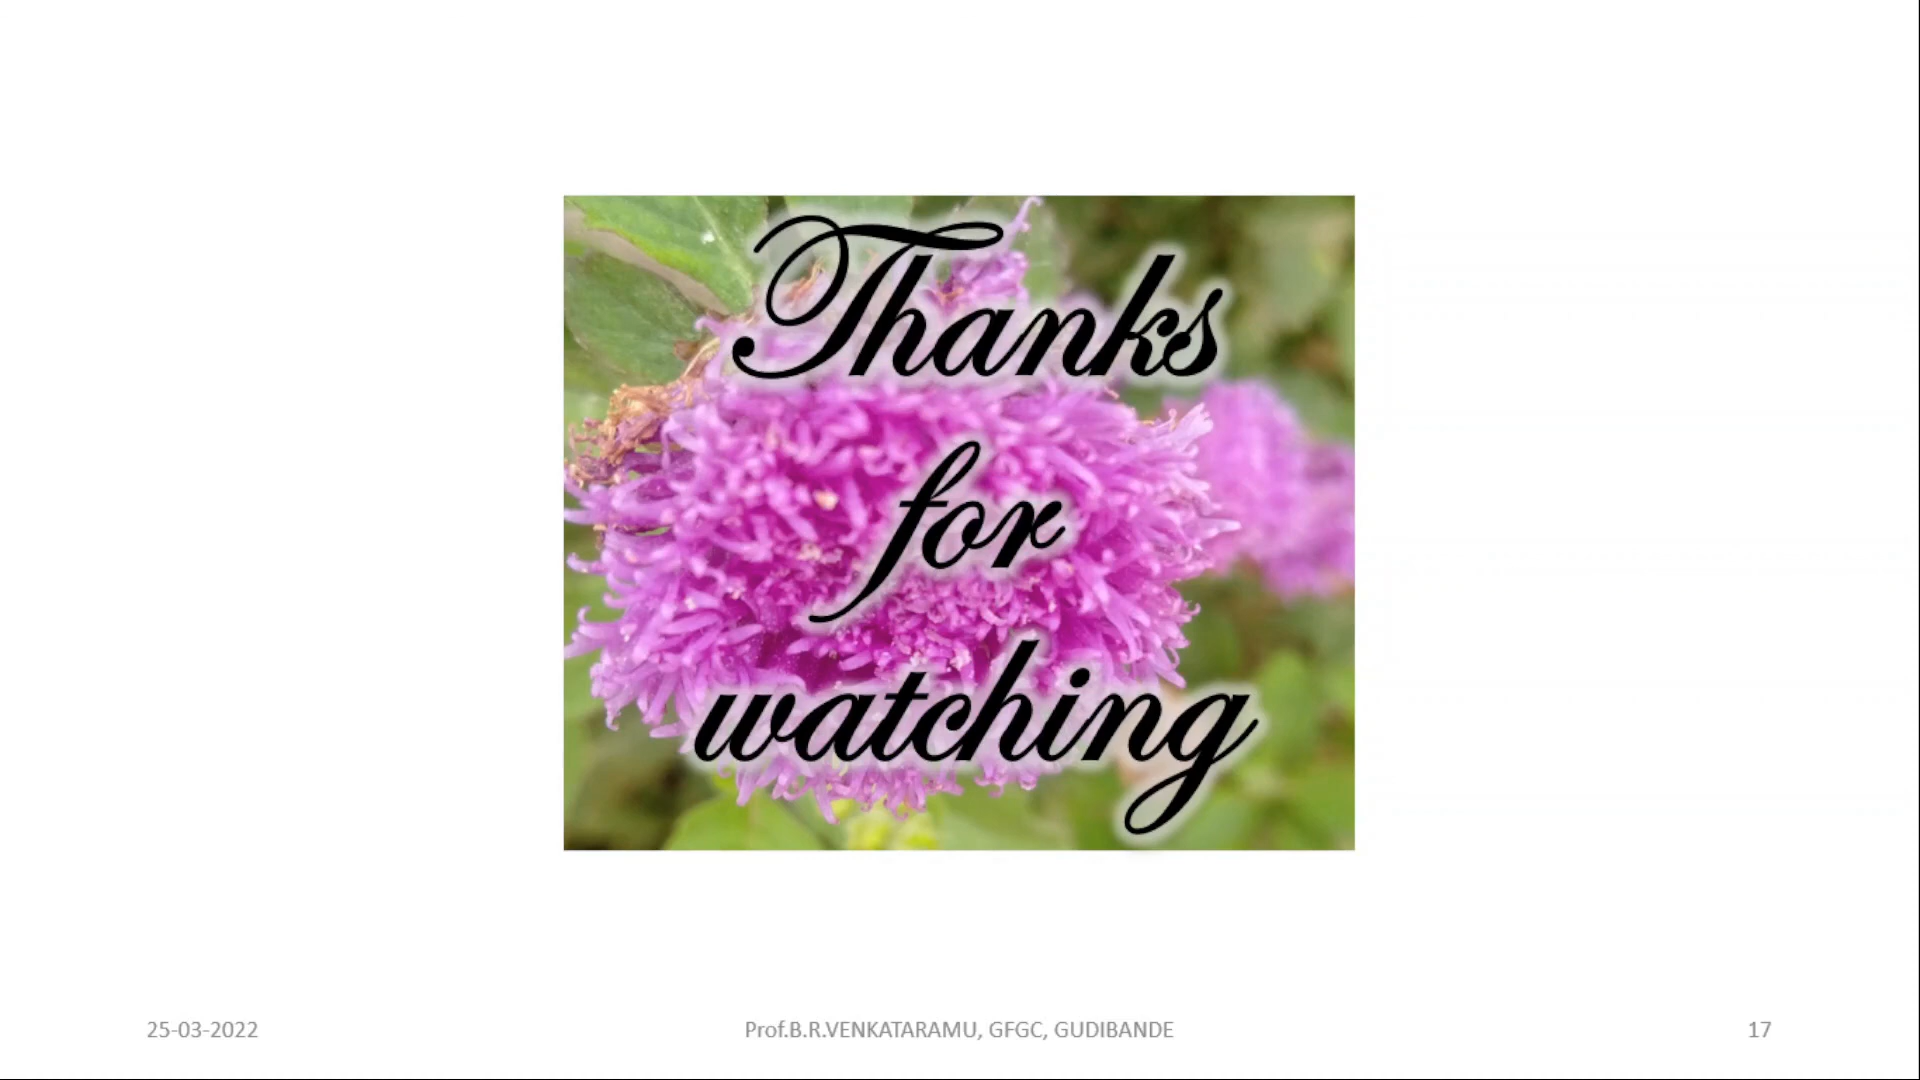 Thanks
for
watching
25-03-2022
Prof.B.R.VENKATARAMU, GFGC, GUDIBANDE
17